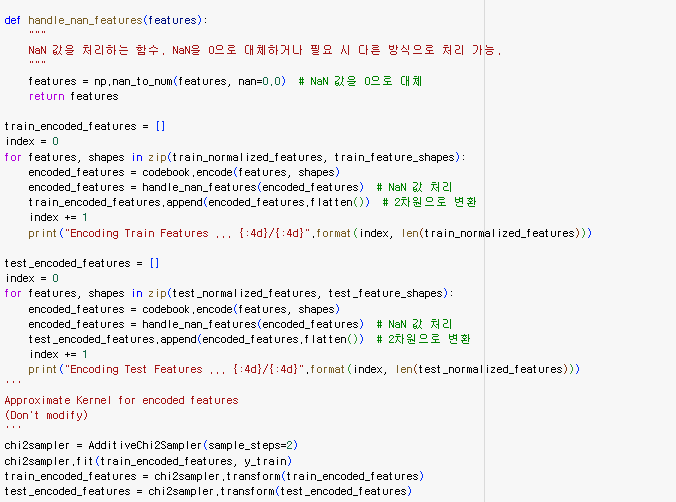 def handle_nan_features(features):
    """
    NaN 값을 처리하는 함수. NaN을 0으로 대체하거나 필요 시 다른 방식으로 처리 가능.
    """
    features = np.nan_to_num(features, nan=0.0)  # NaN 값을 0으로 대체
    return features

train_encoded_features = []
index = 0
for features, shapes in zip(train_normalized_features, train_feature_shapes):
    encoded_features = codebook.encode(features, shapes)
    encoded_features = handle_nan_features(encoded_features)  # NaN 값 처리
    train_encoded_features.append(encoded_features.flatten())  # 2차원으로 변환
    index += 1
    print("Encoding Train Features ... {:4d}/{:4d}".format(index, len(train_normalized_features)))

test_encoded_features = []
index = 0
for features, shapes in zip(test_normalized_features, test_feature_shapes):
    encoded_features = codebook.encode(features, shapes)
    encoded_features = handle_nan_features(encoded_features)  # NaN 값 처리
    test_encoded_features.append(encoded_features.flatten())  # 2차원으로 변환
    index += 1
    print("Encoding Test Features ... {:4d}/{:4d}".format(index, len(test_normalized_features)))
'''
Approximate Kernel for encoded features
(Don't modify)
'''
chi2sampler = AdditiveChi2Sampler(sample_steps=2)
chi2sampler.fit(train_encoded_features, y_train)
train_encoded_features = chi2sampler.transform(train_encoded_features)
test_encoded_features = chi2sampler.transform(test_encoded_features)